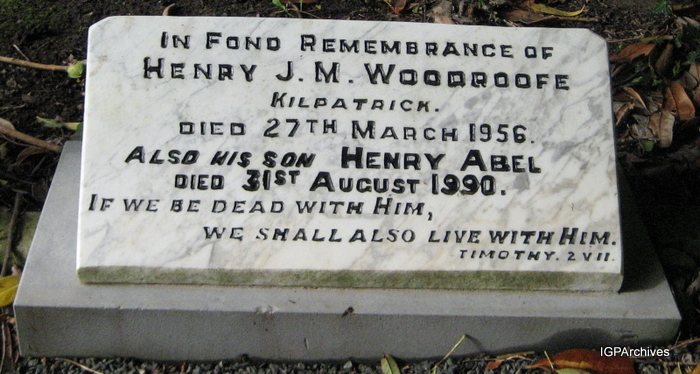 In Fond Remembrance of
Henry J. M. Woodroofe
Kilpatrick.
Died 27th March 1956.
Also his son Henry Abel
Died 31st August 1990.
If we be dead with Him,
we shall also live with Him.
Timothy. 2 VII.
IGPArchives